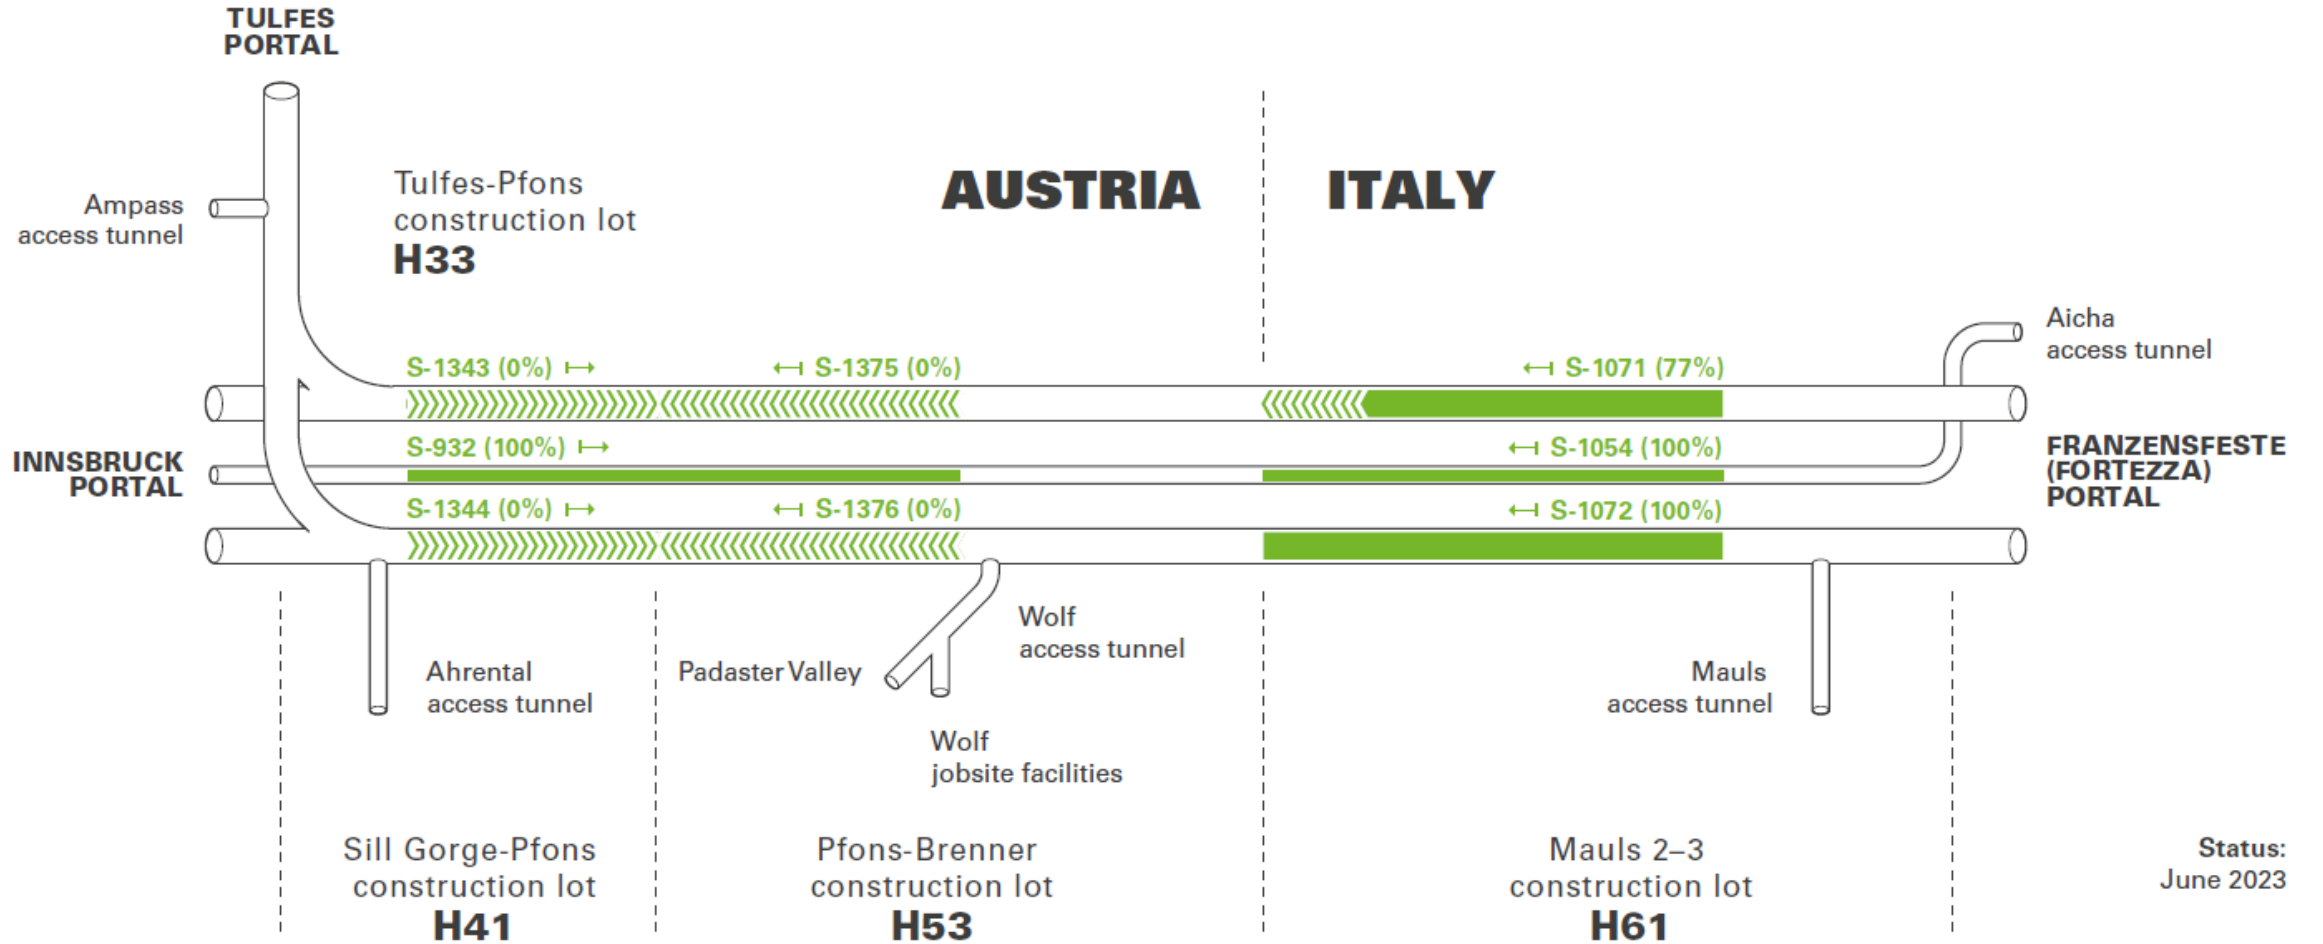 TULFES
PORTAL
Ampass
access tunnel
Tulfes-Pfons
construction lot
H33
AUSTRIA
ITALY
Aicha
access tunnel
S-1343 (0%)
S-1375 (0%)
S-1071 (77%)
INNSBRUCK
PORTAL
S-932 (100%)
S-1054 (100%)
FRANZENSFESTE
(FORTEZZA)
PORTAL
S-1344 (0%)
S-1376 (0%)
S-1072 (100%)
Ahrental
access tunnel
Padaster Valley
Wolf
access tunnel
Wolf
jobsite facilities
Mauls
access tunnel
Sill Gorge-Pfons
construction lot
H41
Pfons-Brenner
construction lot
H53
Mauls 2–3
construction lot
H61
Status:
June 2023